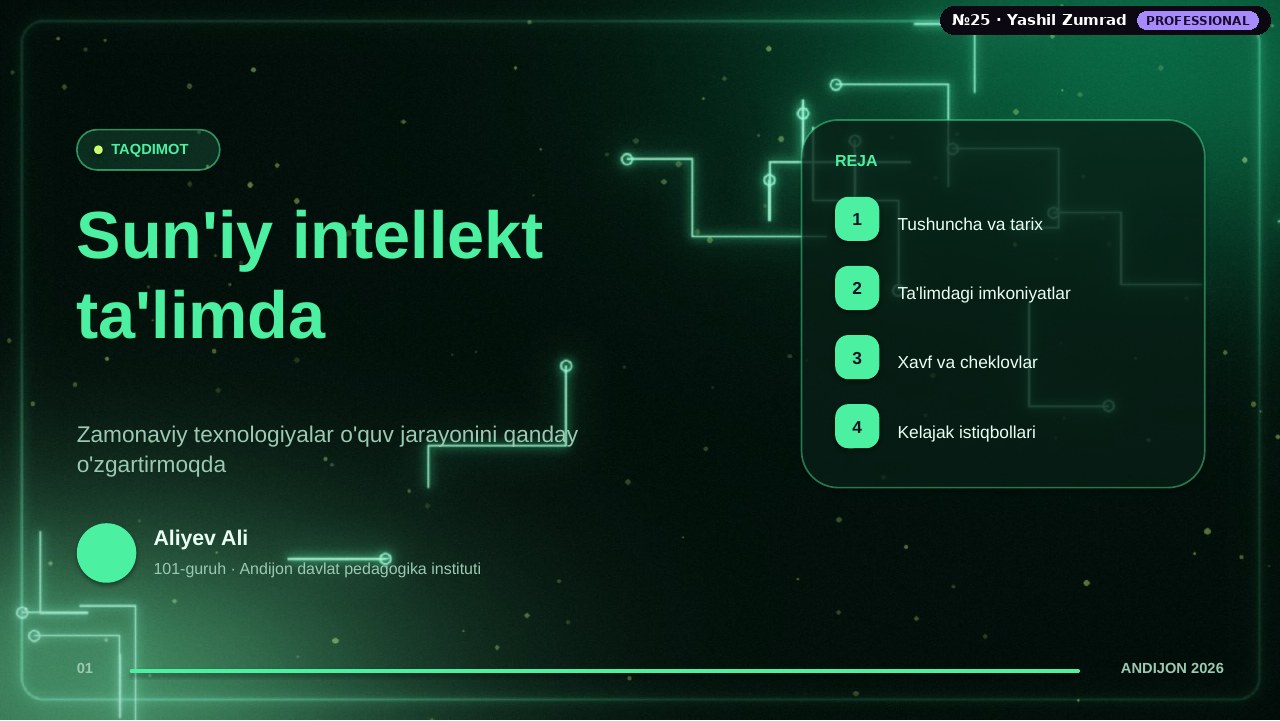 №25 · Yashil Zumrad PROFESSIONAL
TAQDIMOT
Sun'iy intellekt
ta'limda
Zamonaviy texnologiyalar o'quv jarayonini qanday
o'zgartirmoqda
Aliyev Ali
101-guruh · Andijon davlat pedagogika instituti
REJA
1 Tushuncha va tarix
2 Ta'limdagi imkoniyatlar
3 Xavf va cheklovlar
4 Kelajak istiqbollari
01
ANDIJON 2026